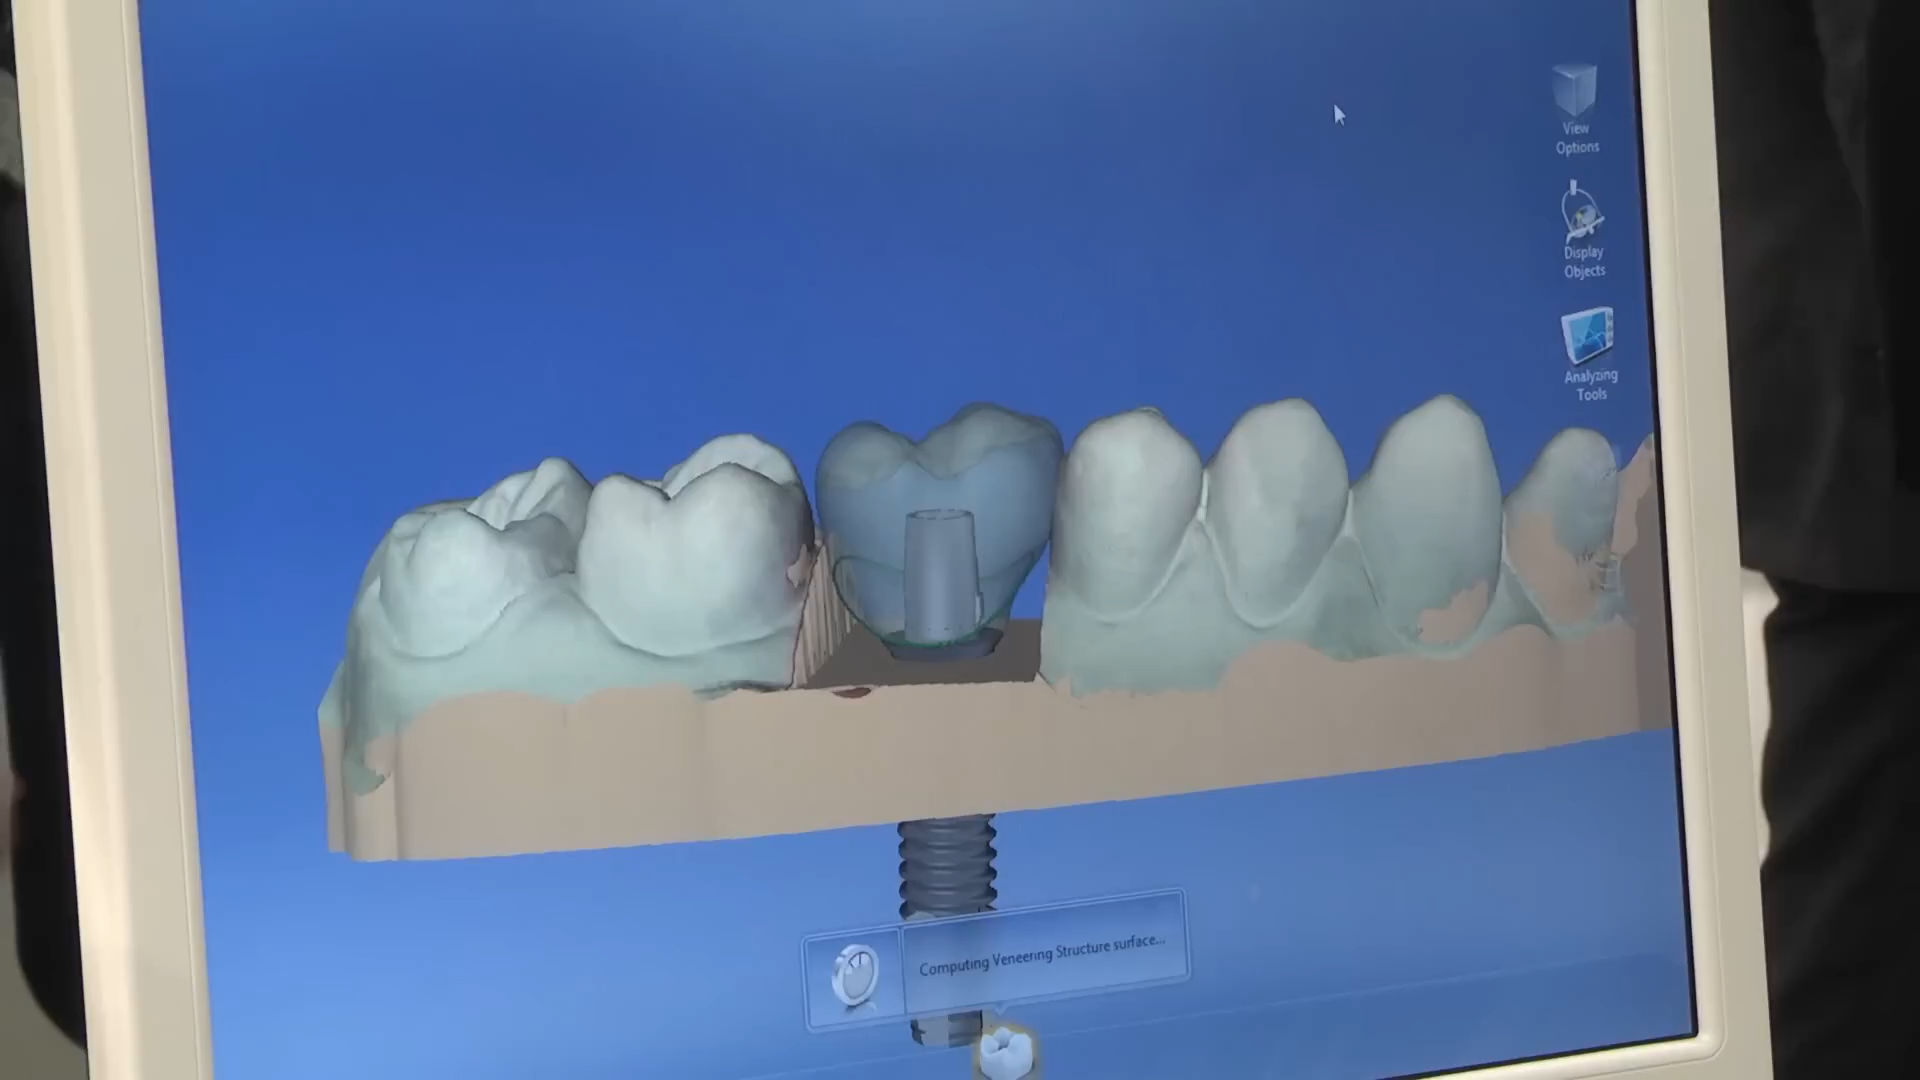 View
Options
Display
Objects
Analyzing
Tools
Computing Veneering Structure surface...